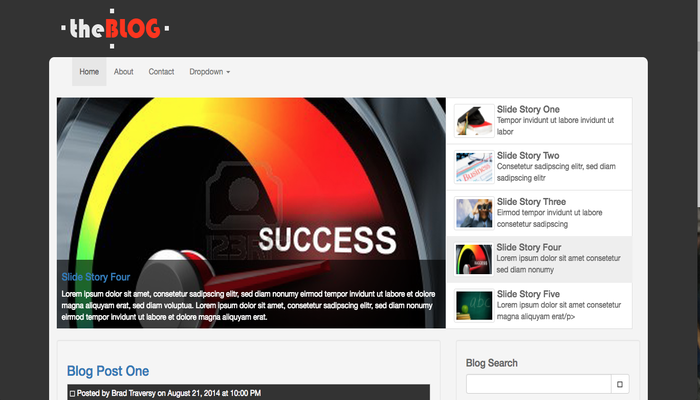 theBLOG
Home About Contact Dropdown
SUCCESS
Slide Story Four
Lorem ipsum dolor sit amet, consetetur sadipscing elitr, sed diam nonumy eirmod tempor invidunt ut labore et dolore
magna aliquyam erat, sed diam voluptua. Lorem ipsum dolor sit amet, consetetur sadipscing elitr, sed diam nonumy
eirmod tempor invidunt ut labore et dolore magna aliquyam erat.
Slide Story One
Tempor invidunt ut labore invidunt ut
labor
Slide Story Two
Consetetur sadipscing elitr, sed diam
sadipscing elitr
Slide Story Three
Eirmod tempor invidunt ut labore
consetetur sadipscing
Slide Story Four
Lorem ipsum dolor sit amet consetetur
sed diam nonumy
Slide Story Five
Lorem ipsum dolor sit amet consetetur
magna aliquyam erat/p>
Blog Post One
Posted by Brad Traversy on August 21, 2014 at 10:00 PM
Blog Search